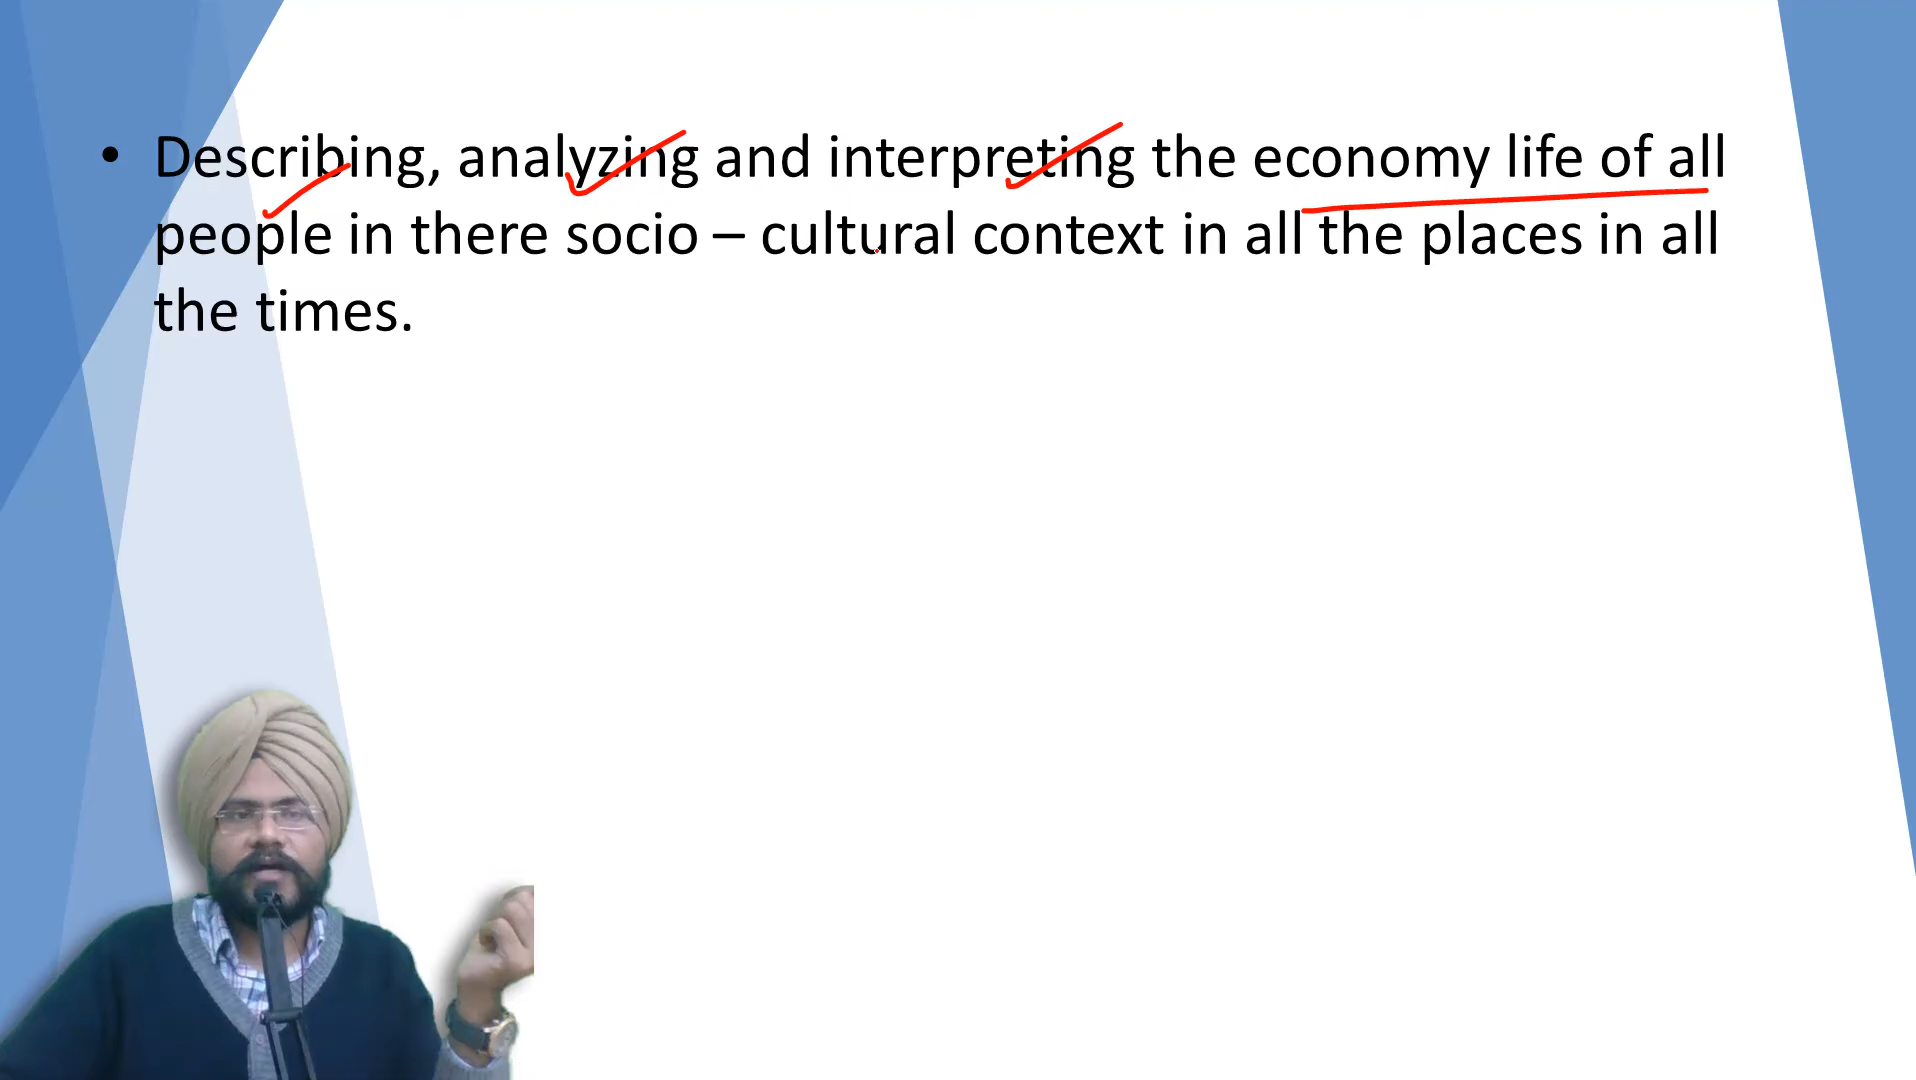 • Describing, analyzing and interpreting the economy life of all
people in there socio – cultural context in all the places in all
the times.